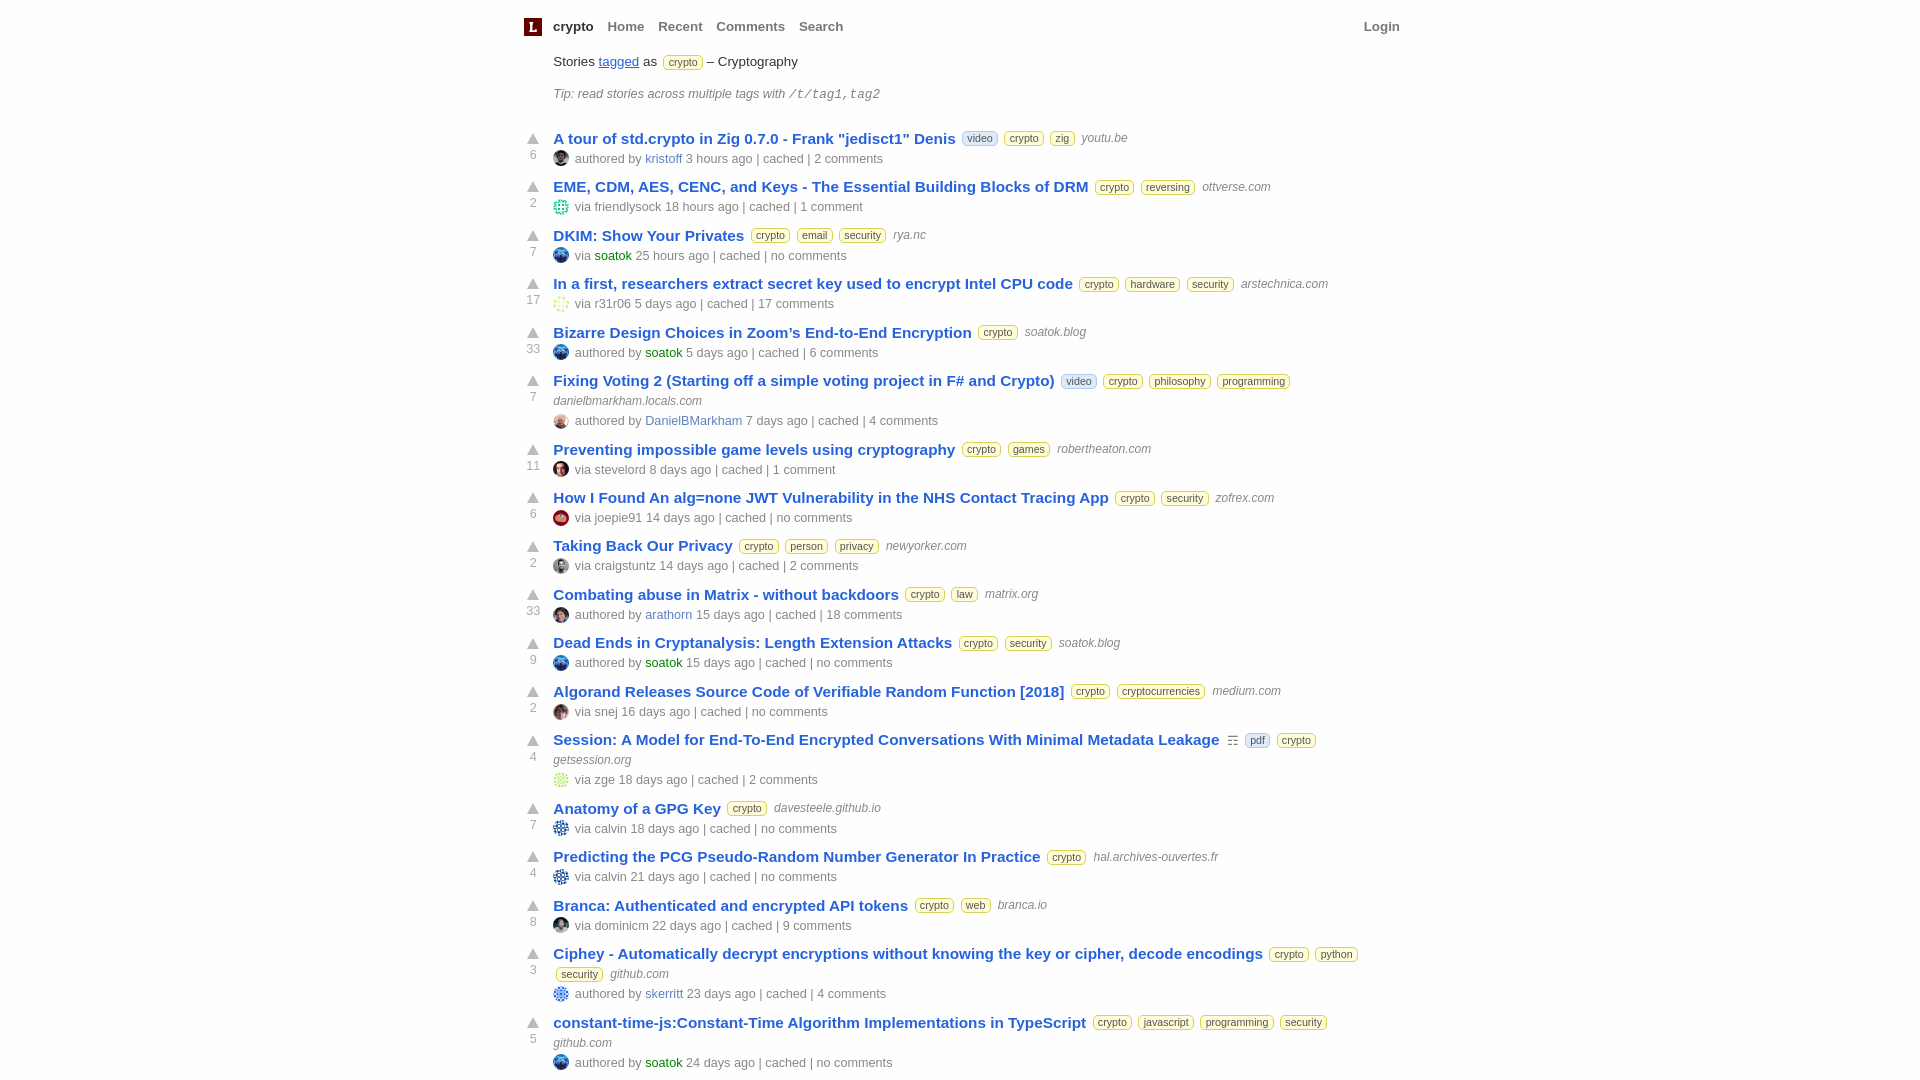 L crypto Home Recent Comments Search Login
Stories tagged as crypto – Cryptography
Tip: read stories across multiple tags with /t/tag1,tag2
A tour of std.crypto in Zig 0.7.0 - Frank "jedisct1" Denis video crypto zig youtu.be
6 authored by kristoff 3 hours ago | cached | 2 comments
EME, CDM, AES, CENC, and Keys - The Essential Building Blocks of DRM crypto reversing ottverse.com
2 via friendlysock 18 hours ago | cached | 1 comment
DKIM: Show Your Privates crypto email security rya.nc
7 via soatok 25 hours ago | cached | no comments
In a first, researchers extract secret key used to encrypt Intel CPU code crypto hardware security arstechnica.com
17 via r31r06 5 days ago | cached | 17 comments
Bizarre Design Choices in Zoom’s End-to-End Encryption crypto soatok.blog
33 authored by soatok 5 days ago | cached | 6 comments
Fixing Voting 2 (Starting off a simple voting project in F# and Crypto) video crypto philosophy programming
7 danielbmarkham.locals.com
authored by DanielBMarkham 7 days ago | cached | 4 comments
Preventing impossible game levels using cryptography crypto games robertheaton.com
11 via stevelord 8 days ago | cached | 1 comment
How I Found An alg=none JWT Vulnerability in the NHS Contact Tracing App crypto security zofrex.com
6 via joepie91 14 days ago | cached | no comments
Taking Back Our Privacy crypto person privacy newyorker.com
2 via craigstuntz 14 days ago | cached | 2 comments
Combating abuse in Matrix - without backdoors crypto law matrix.org
33 authored by arathorn 15 days ago | cached | 18 comments
Dead Ends in Cryptanalysis: Length Extension Attacks crypto security soatok.blog
9 authored by soatok 15 days ago | cached | no comments
Algorand Releases Source Code of Verifiable Random Function [2018] crypto cryptocurrencies medium.com
2 via snej 16 days ago | cached | no comments
Session: A Model for End-To-End Encrypted Conversations With Minimal Metadata Leakage ☶ pdf crypto
4 getsession.org
via zge 18 days ago | cached | 2 comments
Anatomy of a GPG Key crypto davesteele.github.io
7 via calvin 18 days ago | cached | no comments
Predicting the PCG Pseudo-Random Number Generator In Practice crypto hal.archives-ouvertes.fr
4 via calvin 21 days ago | cached | no comments
Branca: Authenticated and encrypted API tokens crypto web branca.io
8 via dominicm 22 days ago | cached | 9 comments
Ciphey - Automatically decrypt encryptions without knowing the key or cipher, decode encodings crypto python
3 security github.com
authored by skerritt 23 days ago | cached | 4 comments
constant-time-js:Constant-Time Algorithm Implementations in TypeScript crypto javascript programming security
5 github.com
authored by soatok 24 days ago | cached | no comments